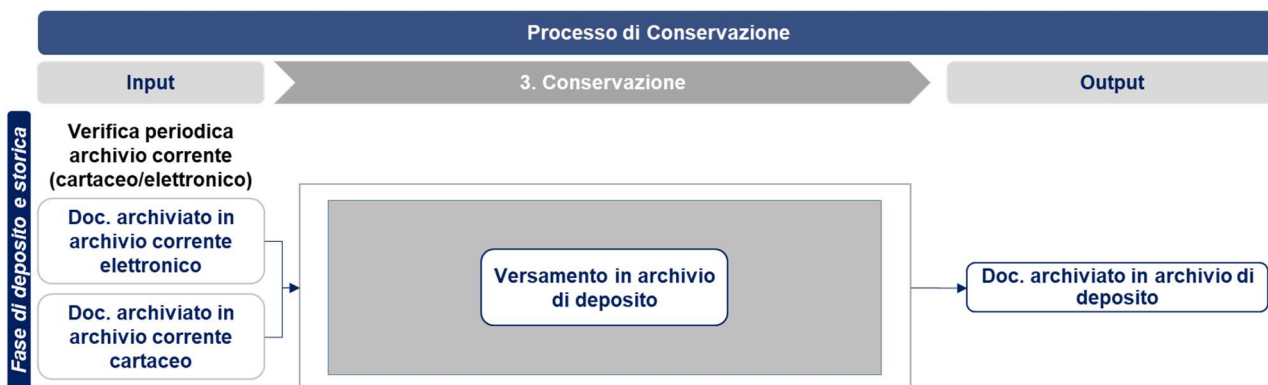 Processo di Conservazione
Input
3. Conservazione
Output
Fase di deposito e storica
Verifica periodica
archivio corrente
(cartaceo/elettronico)
Doc. archiviato in
archivio corrente
elettronico
Doc. archiviato in
archivio corrente
cartaceo
Versamento in archivio
di deposito
Doc. archiviato in archivio di
deposito